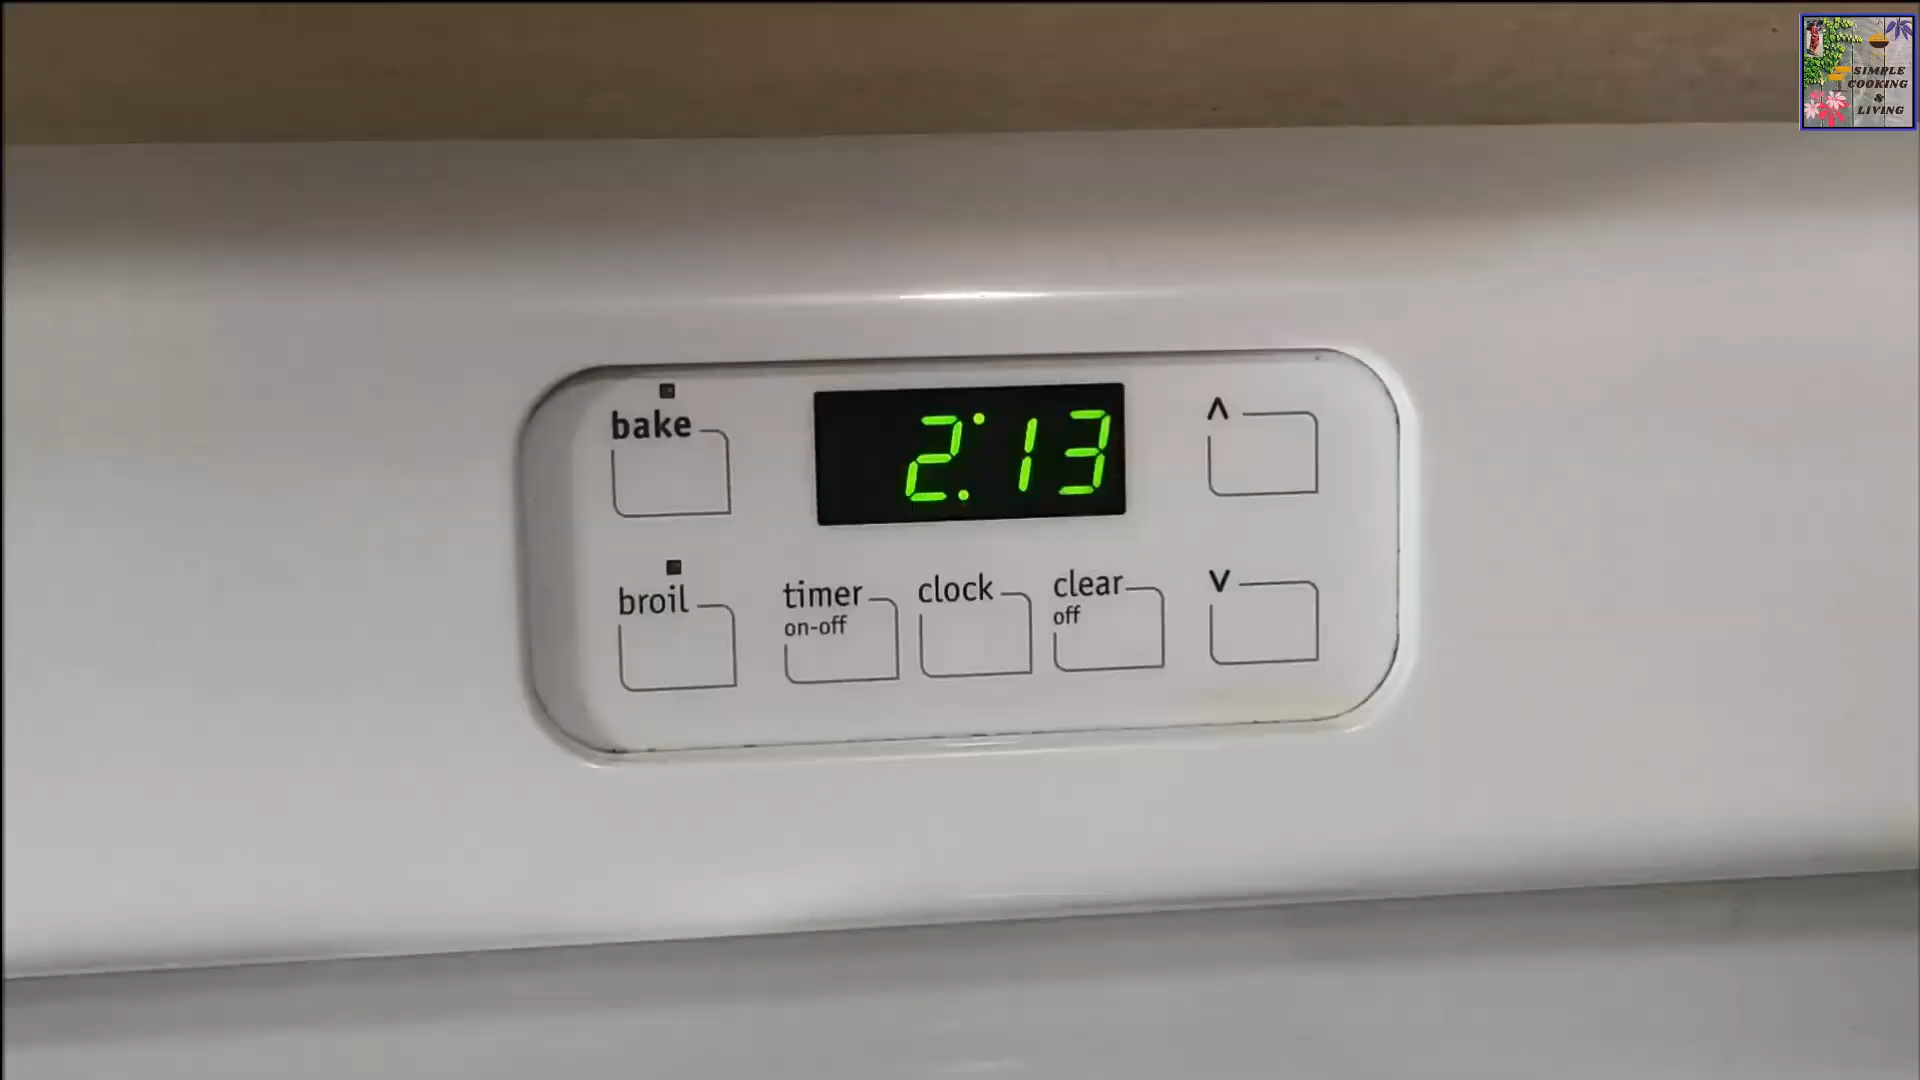 SIMPLE
COOKING
&
LIVING
bake
2:13
^
broil
timer
on-off
clock
clear
off
v